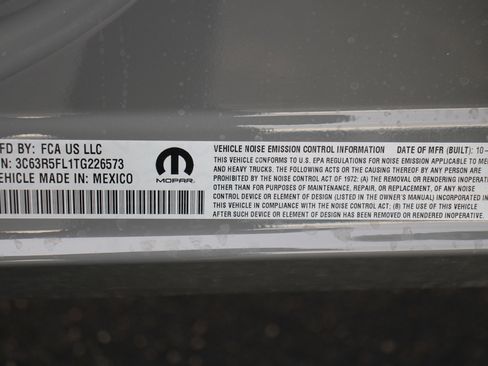 FD BY: FCA US LLC
N: 3C63R5FL1TG226573
VEHICLE MADE IN: MEXICO
MOPAR
VEHICLE NOISE EMISSION CONTROL INFORMATION DATE OF MFR (BUILT): 10-
THIS VEHICLE CONFORMS TO U.S. EPA REGULATIONS FOR NOISE EMISSION APPLICABLE TO ME
AND HEAVY TRUCKS. THE FOLLOWING ACTS OR THE CAUSING THEREOF BY ANY PERSON ARE
PROHIBITED BY THE NOISE CONTROL ACT OF 1972: (A) THE REMOVAL OR RENDERING INOPERAT
OTHER THAN FOR PURPOSES OF MAINTENANCE, REPAIR, OR REPLACEMENT, OF ANY NOISE
CONTROL DEVICE OR ELEMENT OF DESIGN (LISTED IN THE OWNER'S MANUAL) INCORPORATED IN
THIS VEHICLE IN COMPLIANCE WITH THE NOISE CONTROL ACT; (B) THE USE OF THIS VEHICLE
AFTER SUCH DEVICE OR ELEMENT OF DESIGN HAS BEEN REMOVED OR RENDERED INOPERATIVE.